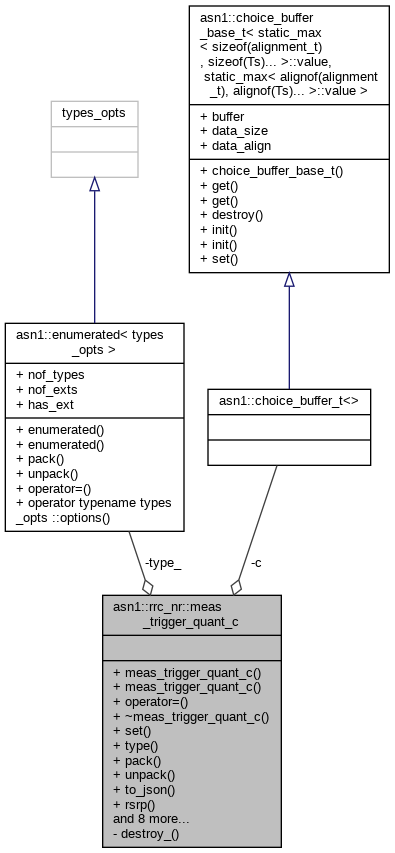 asn1::choice_buffer
_base_t< static_max
< sizeof(alignment_t)
, sizeof(Ts)... >::value,
static_max< alignof(alignment
_t), alignof(Ts)... >::value >
+ buffer
+ data_size
+ data_align
+ choice_buffer_base_t()
+ get()
+ get()
+ destroy()
+ init()
+ init()
+ set()
types_opts
asn1::enumerated< types
_opts >
+ nof_types
+ nof_exts
+ has_ext
+ enumerated()
+ enumerated()
+ pack()
+ unpack()
+ operator=()
+ operator typename types
_opts ::options()
asn1::choice_buffer_t<>
-type_
-c
asn1::rrc_nr::meas
_trigger_quant_c
+ meas_trigger_quant_c()
+ meas_trigger_quant_c()
+ operator=()
+ ~meas_trigger_quant_c()
+ set()
+ type()
+ pack()
+ unpack()
+ to_json()
+ rsrp()
and 8 more...
- destroy_()